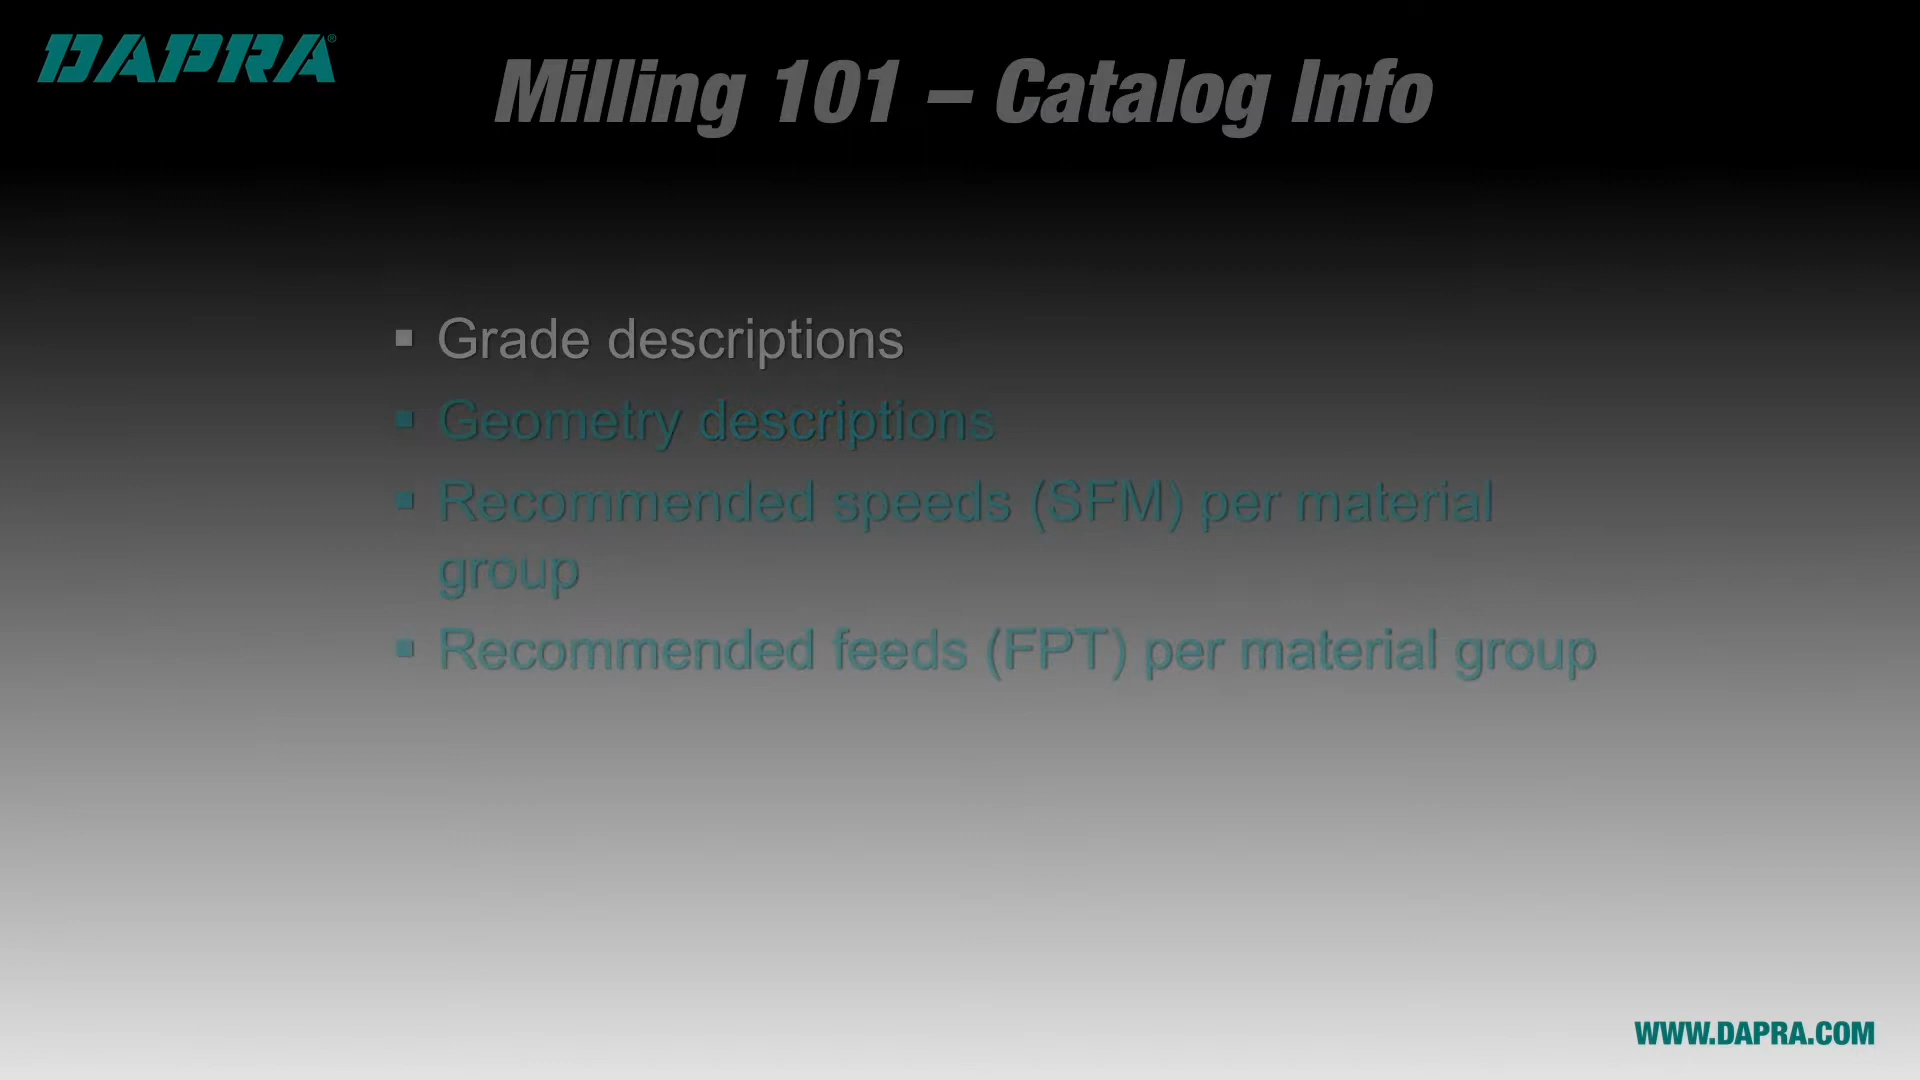 DAPRA®
Milling 101 – Catalog Info
▪ Grade descriptions
▪ Geometry descriptions
▪ Recommended speeds (SFM) per material
group
▪ Recommended feeds (FPT) per material group
WWW.DAPRA.COM